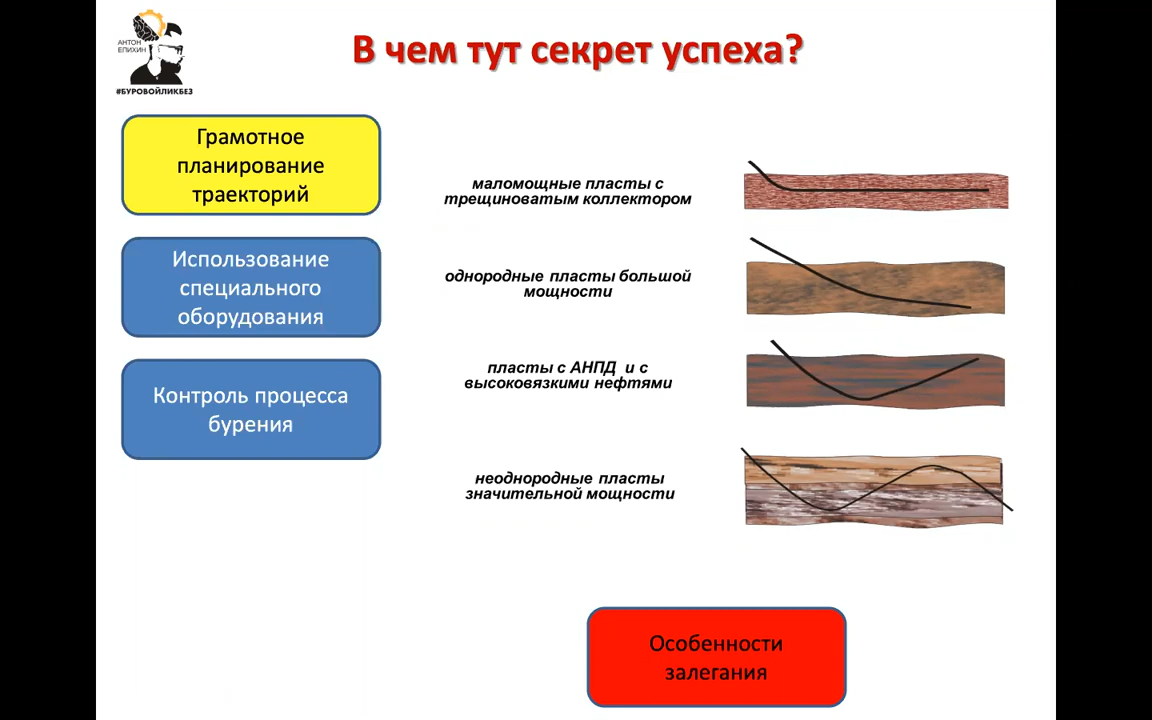 АНТОН
ЕПИХИН
#БУРОВОЙЛИКБЕЗ
В чем тут секрет успеха?
Грамотное
планирование
траекторий
Использование
специального
оборудования
Контроль процесса
бурения
маломощные пласты с
трещиноватым коллектором
однородные пласты большой
мощности
пласты с АНПД и с
высоковязкими нефтями
неоднородные пласты
значительной мощности
Особенности
залегания